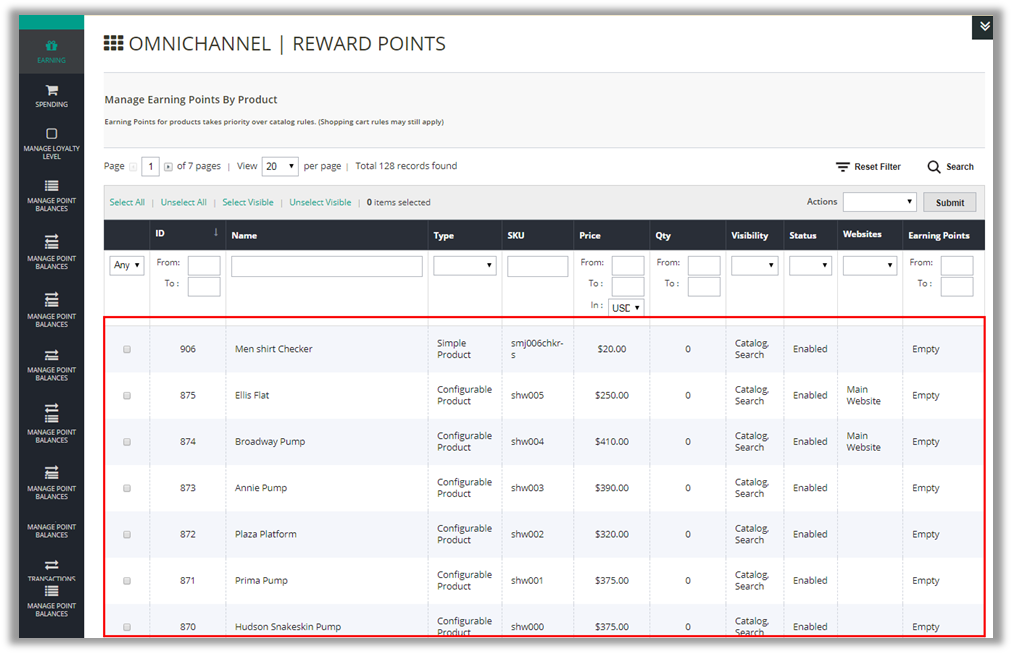 OMNICHANNEL | REWARD POINTS
EARNING
SPENDING
MANAGE LOYALTY
LEVEL
MANAGE POINT
BALANCES
MANAGE POINT
BALANCES
MANAGE POINT
BALANCES
MANAGE POINT
BALANCES
MANAGE POINT
BALANCES
MANAGE POINT
BALANCES
MANAGE POINT
BALANCES
TRANSACTIONS
MANAGE POINT
BALANCES
Manage Earning Points By Product
Earning Points for products takes priority over catalog rules. (Shopping cart rules may still apply)
Page 1 of 7 pages | View 20 per page | Total 128 records found Reset Filter Search
Select All | Unselect All | Select Visible | Unselect Visible | 0 items selected Actions Submit
ID Name Type SKU Price Qty Visibility Status Websites Earning Points
Any From: From: From: From:
To : To : To : To :
In : USD
906 Men shirt Checker Simple Product smj006chkr-s $20.00 0 Catalog, Search Enabled Empty
875 Ellis Flat Configurable Product shw005 $250.00 0 Catalog, Search Enabled Main Website Empty
874 Broadway Pump Configurable Product shw004 $410.00 0 Catalog, Search Enabled Main Website Empty
873 Annie Pump Configurable Product shw003 $390.00 0 Catalog, Search Enabled Empty
872 Plaza Platform Configurable Product shw002 $320.00 0 Catalog, Search Enabled Empty
871 Prima Pump Configurable Product shw001 $375.00 0 Catalog, Search Enabled Empty
870 Hudson Snakeskin Pump Configurable Product shw000 $375.00 0 Catalog, Search Enabled Empty